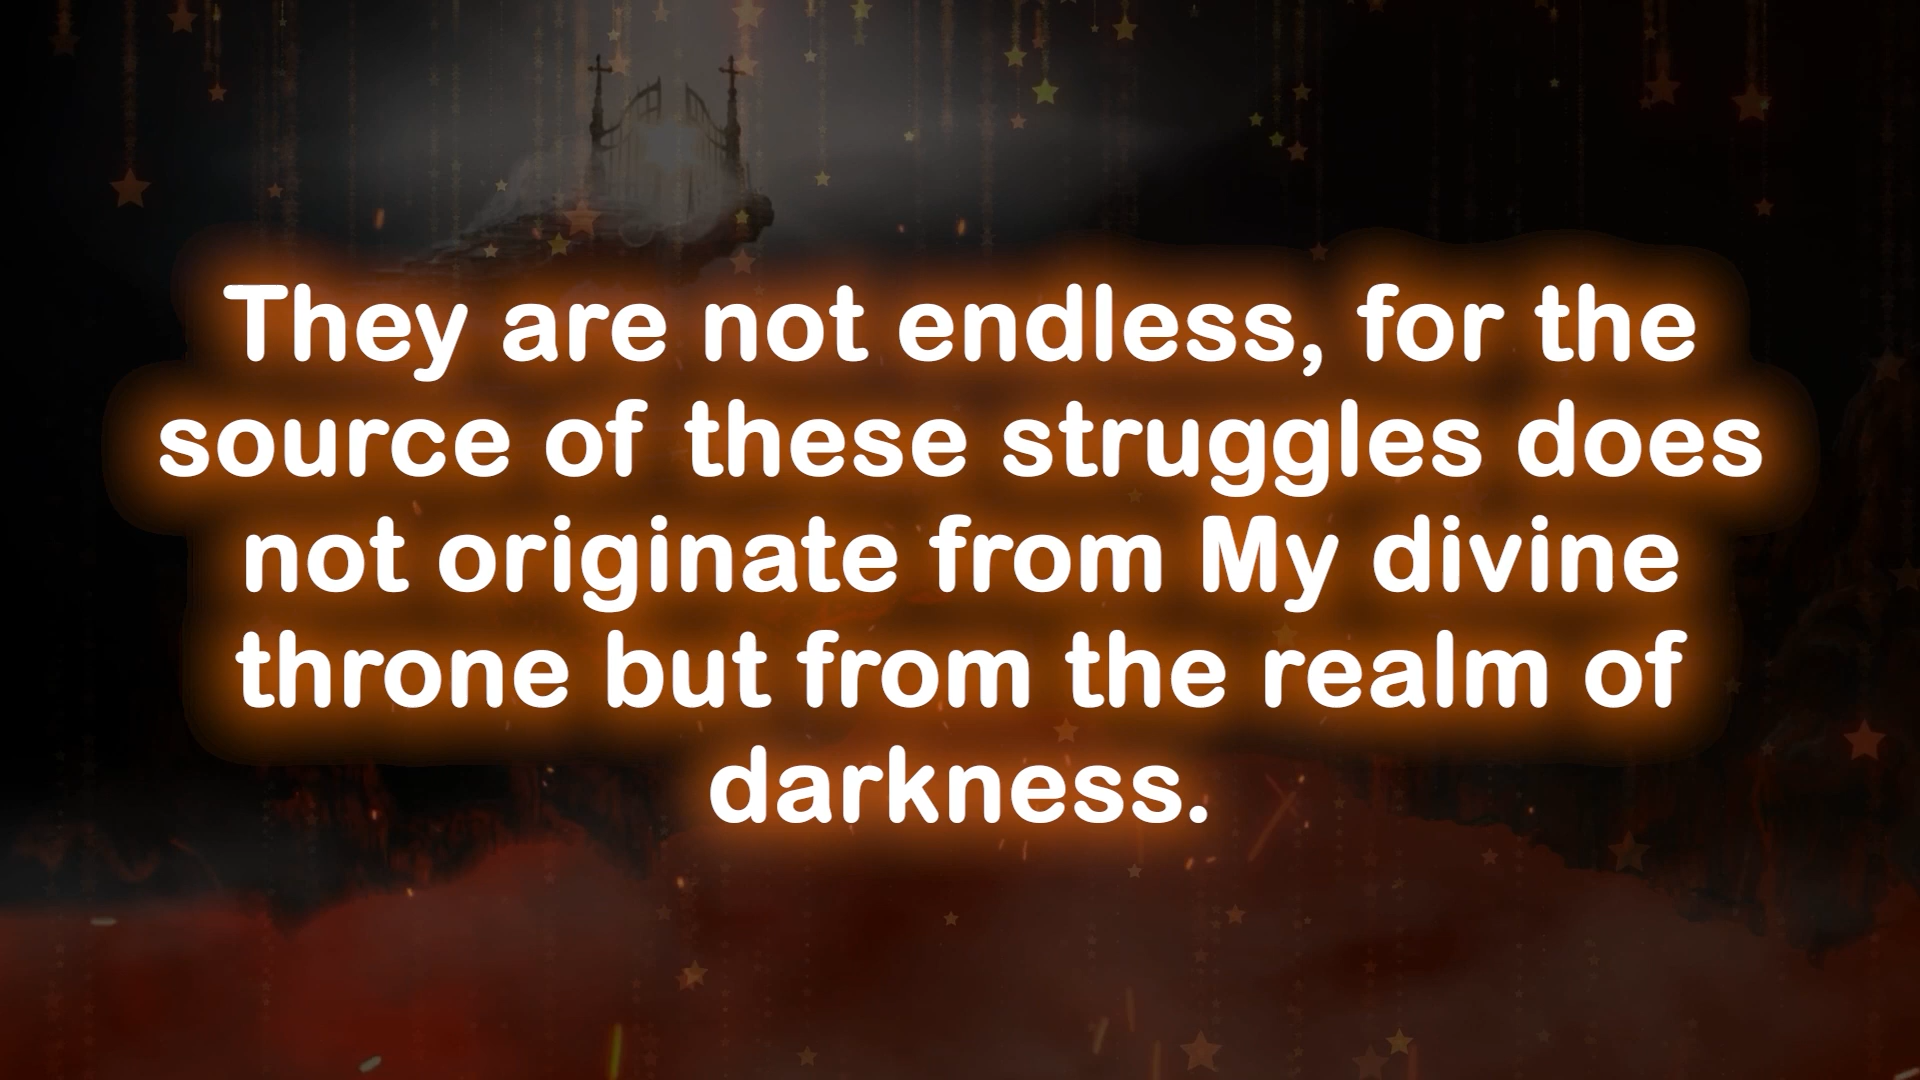 They are not endless, for the
source of these struggles does
not originate from My divine
throne but from the realm of
darkness.